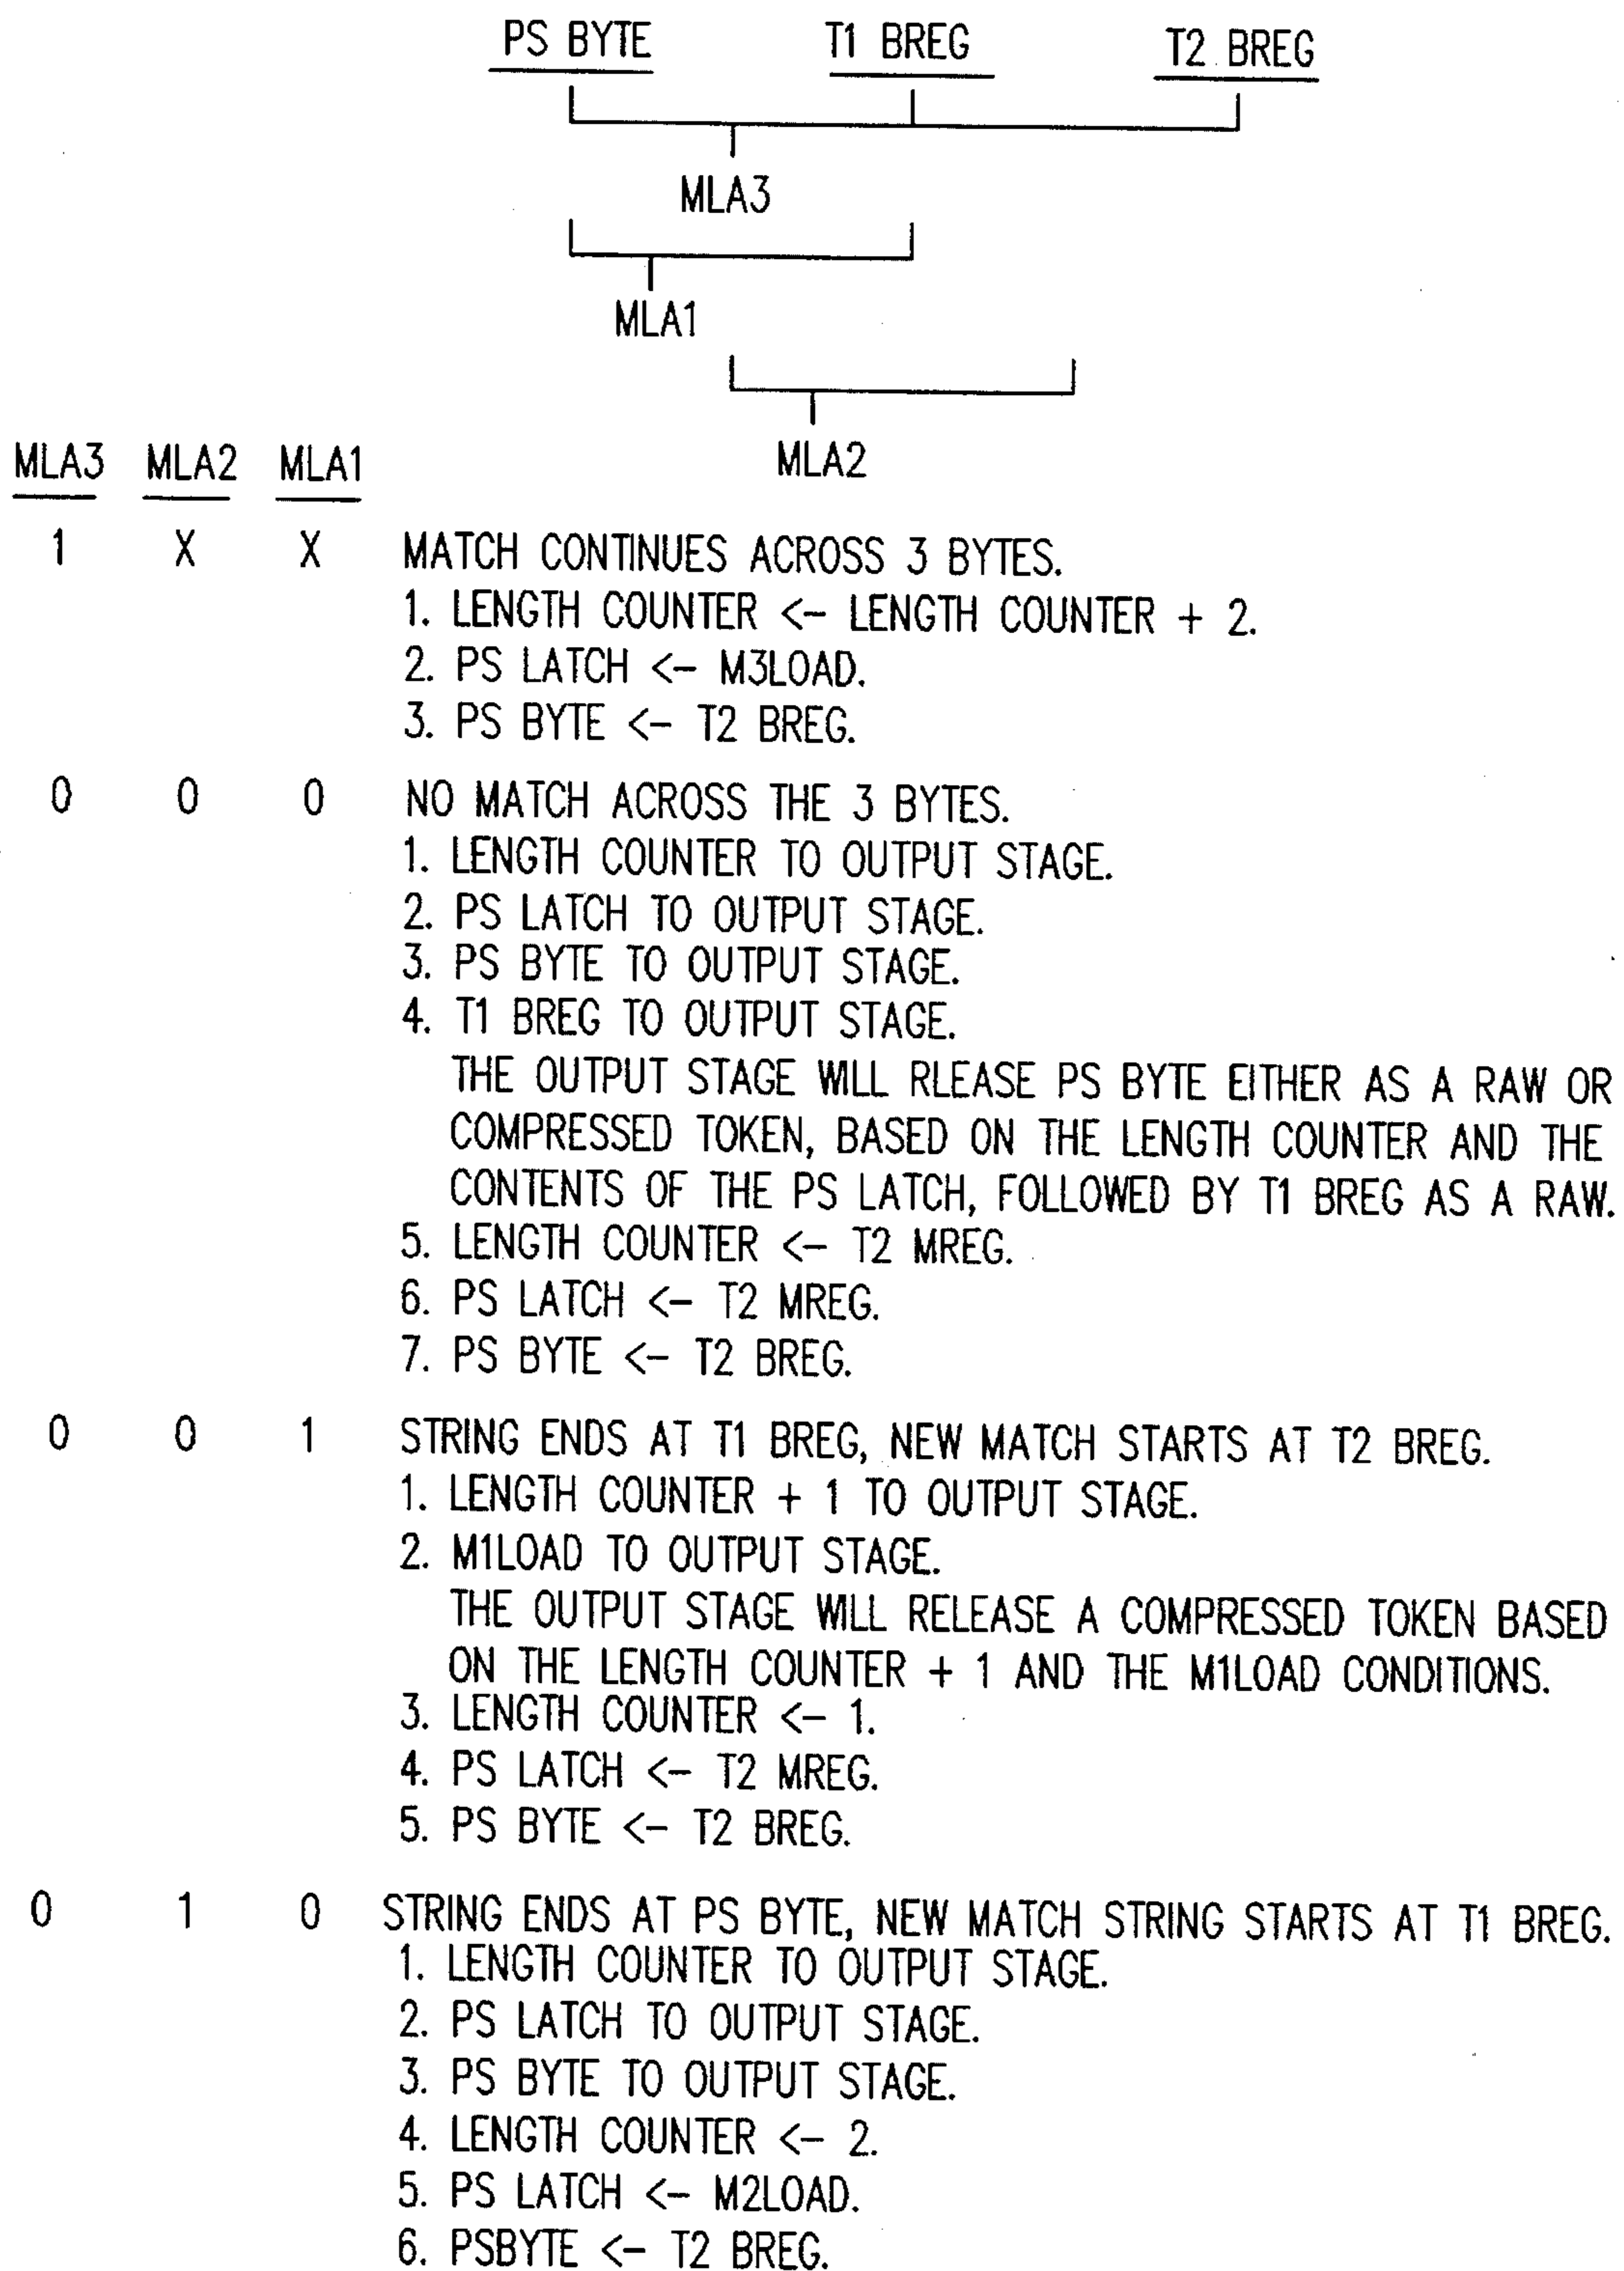 PS BYTE T1 BREG T2 BREG
MLA3
MLA1
MLA2
MLA3 MLA2 MLA1
1 X X MATCH CONTINUES ACROSS 3 BYTES.
1. LENGTH COUNTER <- LENGTH COUNTER + 2.
2. PS LATCH <- M3LOAD.
3. PS BYTE <- T2 BREG.
0 0 0 NO MATCH ACROSS THE 3 BYTES.
1. LENGTH COUNTER TO OUTPUT STAGE.
2. PS LATCH TO OUTPUT STAGE.
3. PS BYTE TO OUTPUT STAGE.
4. T1 BREG TO OUTPUT STAGE.
THE OUTPUT STAGE WILL RLEASE PS BYTE EITHER AS A RAW OR
COMPRESSED TOKEN, BASED ON THE LENGTH COUNTER AND THE
CONTENTS OF THE PS LATCH, FOLLOWED BY T1 BREG AS A RAW.
5. LENGTH COUNTER <- T2 MREG.
6. PS LATCH <- T2 MREG.
7. PS BYTE <- T2 BREG.
0 0 1 STRING ENDS AT T1 BREG, NEW MATCH STARTS AT T2 BREG.
1. LENGTH COUNTER + 1 TO OUTPUT STAGE.
2. M1LOAD TO OUTPUT STAGE.
THE OUTPUT STAGE WILL RELEASE A COMPRESSED TOKEN BASED
ON THE LENGTH COUNTER + 1 AND THE M1LOAD CONDITIONS.
3. LENGTH COUNTER <- 1.
4. PS LATCH <- T2 MREG.
5. PS BYTE <- T2 BREG.
0 1 0 STRING ENDS AT PS BYTE, NEW MATCH STRING STARTS AT T1 BREG.
1. LENGTH COUNTER TO OUTPUT STAGE.
2. PS LATCH TO OUTPUT STAGE.
3. PS BYTE TO OUTPUT STAGE.
4. LENGTH COUNTER <- 2.
5. PS LATCH <- M2LOAD.
6. PSBYTE <- T2 BREG.